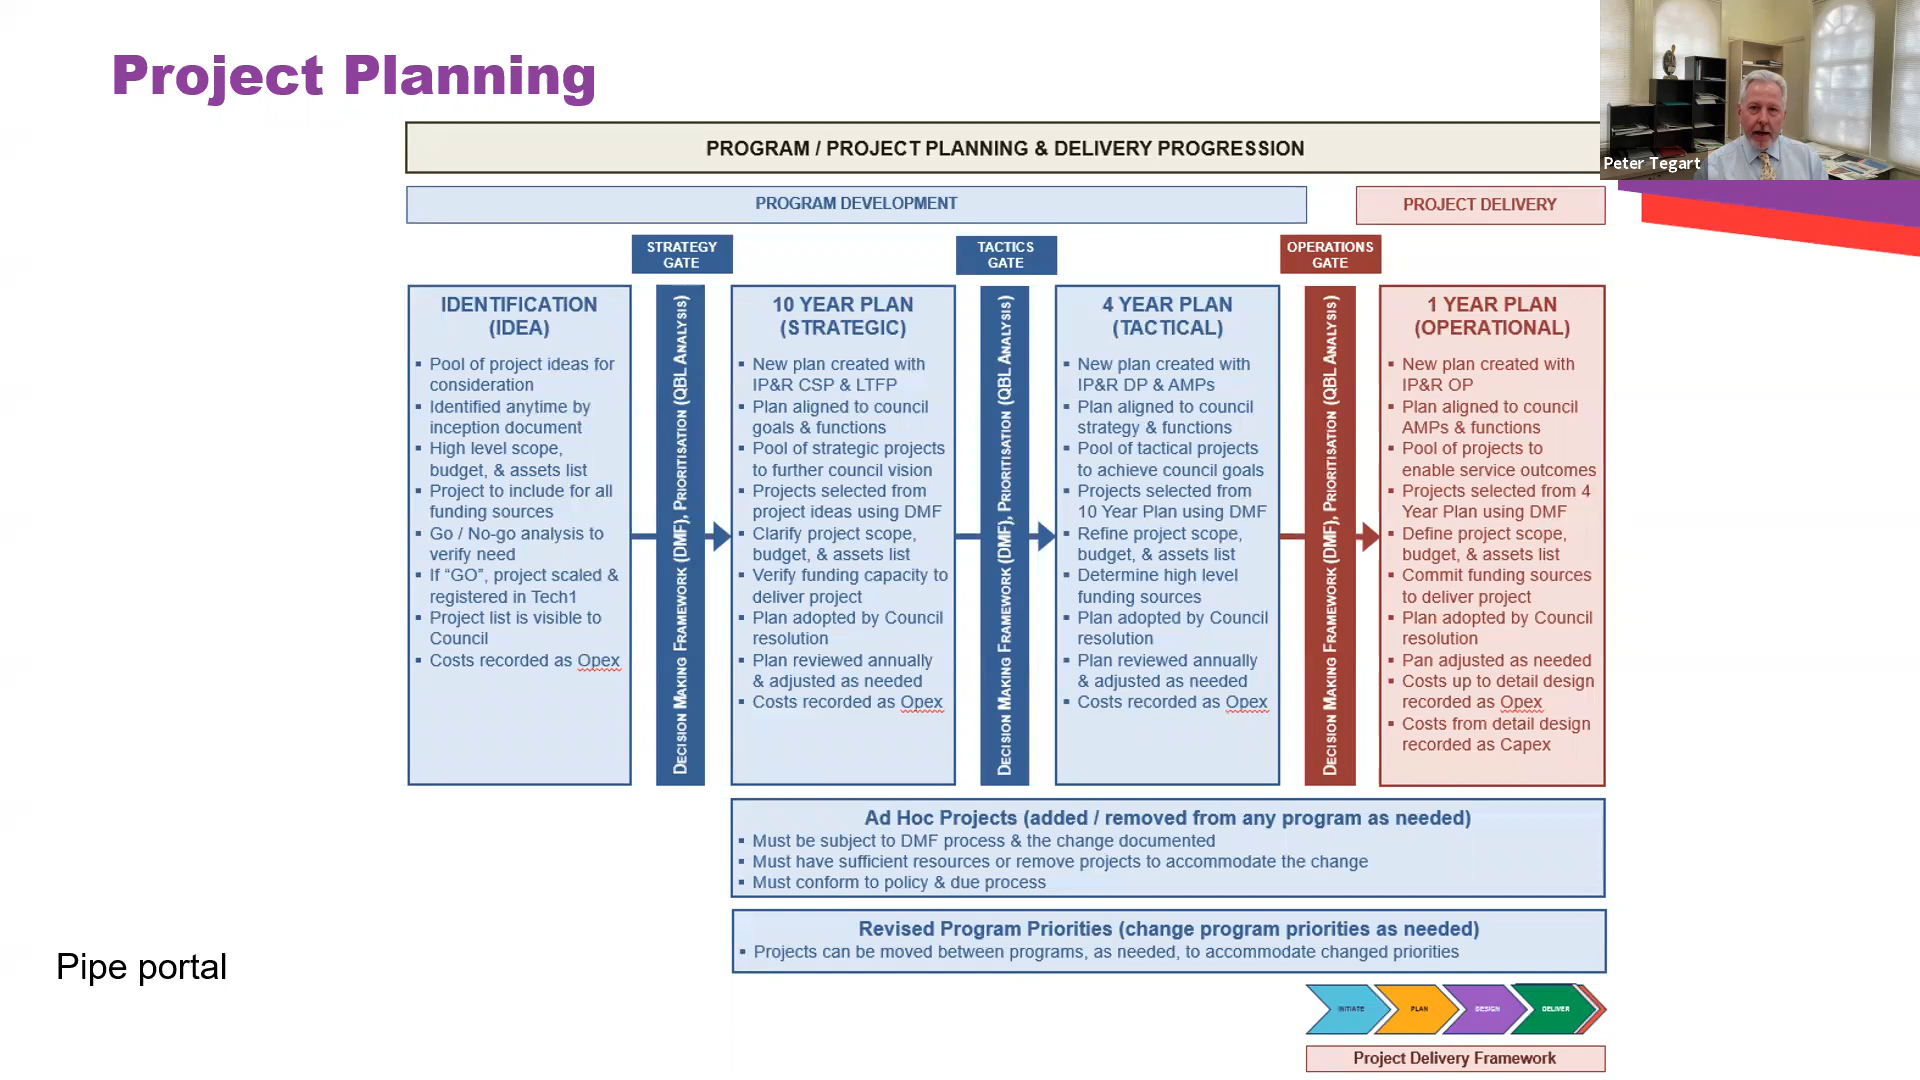 Project Planning
Peter Tegart
PROGRAM / PROJECT PLANNING & DELIVERY PROGRESSION
PROGRAM DEVELOPMENT
PROJECT DELIVERY
STRATEGY
GATE
TACTICS
GATE
OPERATIONS
GATE
IDENTIFICATION
(IDEA)
▪ Pool of project ideas for
consideration
▪ Identified anytime by
inception document
▪ High level scope,
budget, & assets list
▪ Project to include for all
funding sources
▪ Go / No-go analysis to
verify need
▪ If “GO”, project scaled &
registered in Tech1
▪ Project list is visible to
Council
▪ Costs recorded as Opex
DECISION MAKING FRAMEWORK (DMF), PRIORITISATION (QBL ANALYSIS)
10 YEAR PLAN
(STRATEGIC)
▪ New plan created with
IP&R CSP & LTFP
▪ Plan aligned to council
goals & functions
▪ Pool of strategic projects
to further council vision
▪ Projects selected from
project ideas using DMF
▪ Clarify project scope,
budget, & assets list
▪ Verify funding capacity to
deliver project
▪ Plan adopted by Council
resolution
▪ Plan reviewed annually
& adjusted as needed
▪ Costs recorded as Opex
DECISION MAKING FRAMEWORK (DMF), PRIORITISATION (QBL ANALYSIS)
4 YEAR PLAN
(TACTICAL)
▪ New plan created with
IP&R DP & AMPs
▪ Plan aligned to council
strategy & functions
▪ Pool of tactical projects
to achieve council goals
▪ Projects selected from
10 Year Plan using DMF
▪ Refine project scope,
budget, & assets list
▪ Determine high level
funding sources
▪ Plan adopted by Council
resolution
▪ Plan reviewed annually
& adjusted as needed
▪ Costs recorded as Opex
DECISION MAKING FRAMEWORK (DMF), PRIORITISATION (QBL ANALYSIS)
1 YEAR PLAN
(OPERATIONAL)
▪ New plan created with
IP&R OP
▪ Plan aligned to council
AMPs & functions
▪ Pool of projects to
enable service outcomes
▪ Projects selected from 4
Year Plan using DMF
▪ Define project scope,
budget, & assets list
▪ Commit funding sources
to deliver project
▪ Plan adopted by Council
resolution
▪ Pan adjusted as needed
▪ Costs up to detail design
recorded as Opex
▪ Costs from detail design
recorded as Capex
Ad Hoc Projects (added / removed from any program as needed)
▪ Must be subject to DMF process & the change documented
▪ Must have sufficient resources or remove projects to accommodate the change
▪ Must conform to policy & due process
Revised Program Priorities (change program priorities as needed)
▪ Projects can be moved between programs, as needed, to accommodate changed priorities
Pipe portal
INITIATE
PLAN
DESIGN
DELIVER
Project Delivery Framework